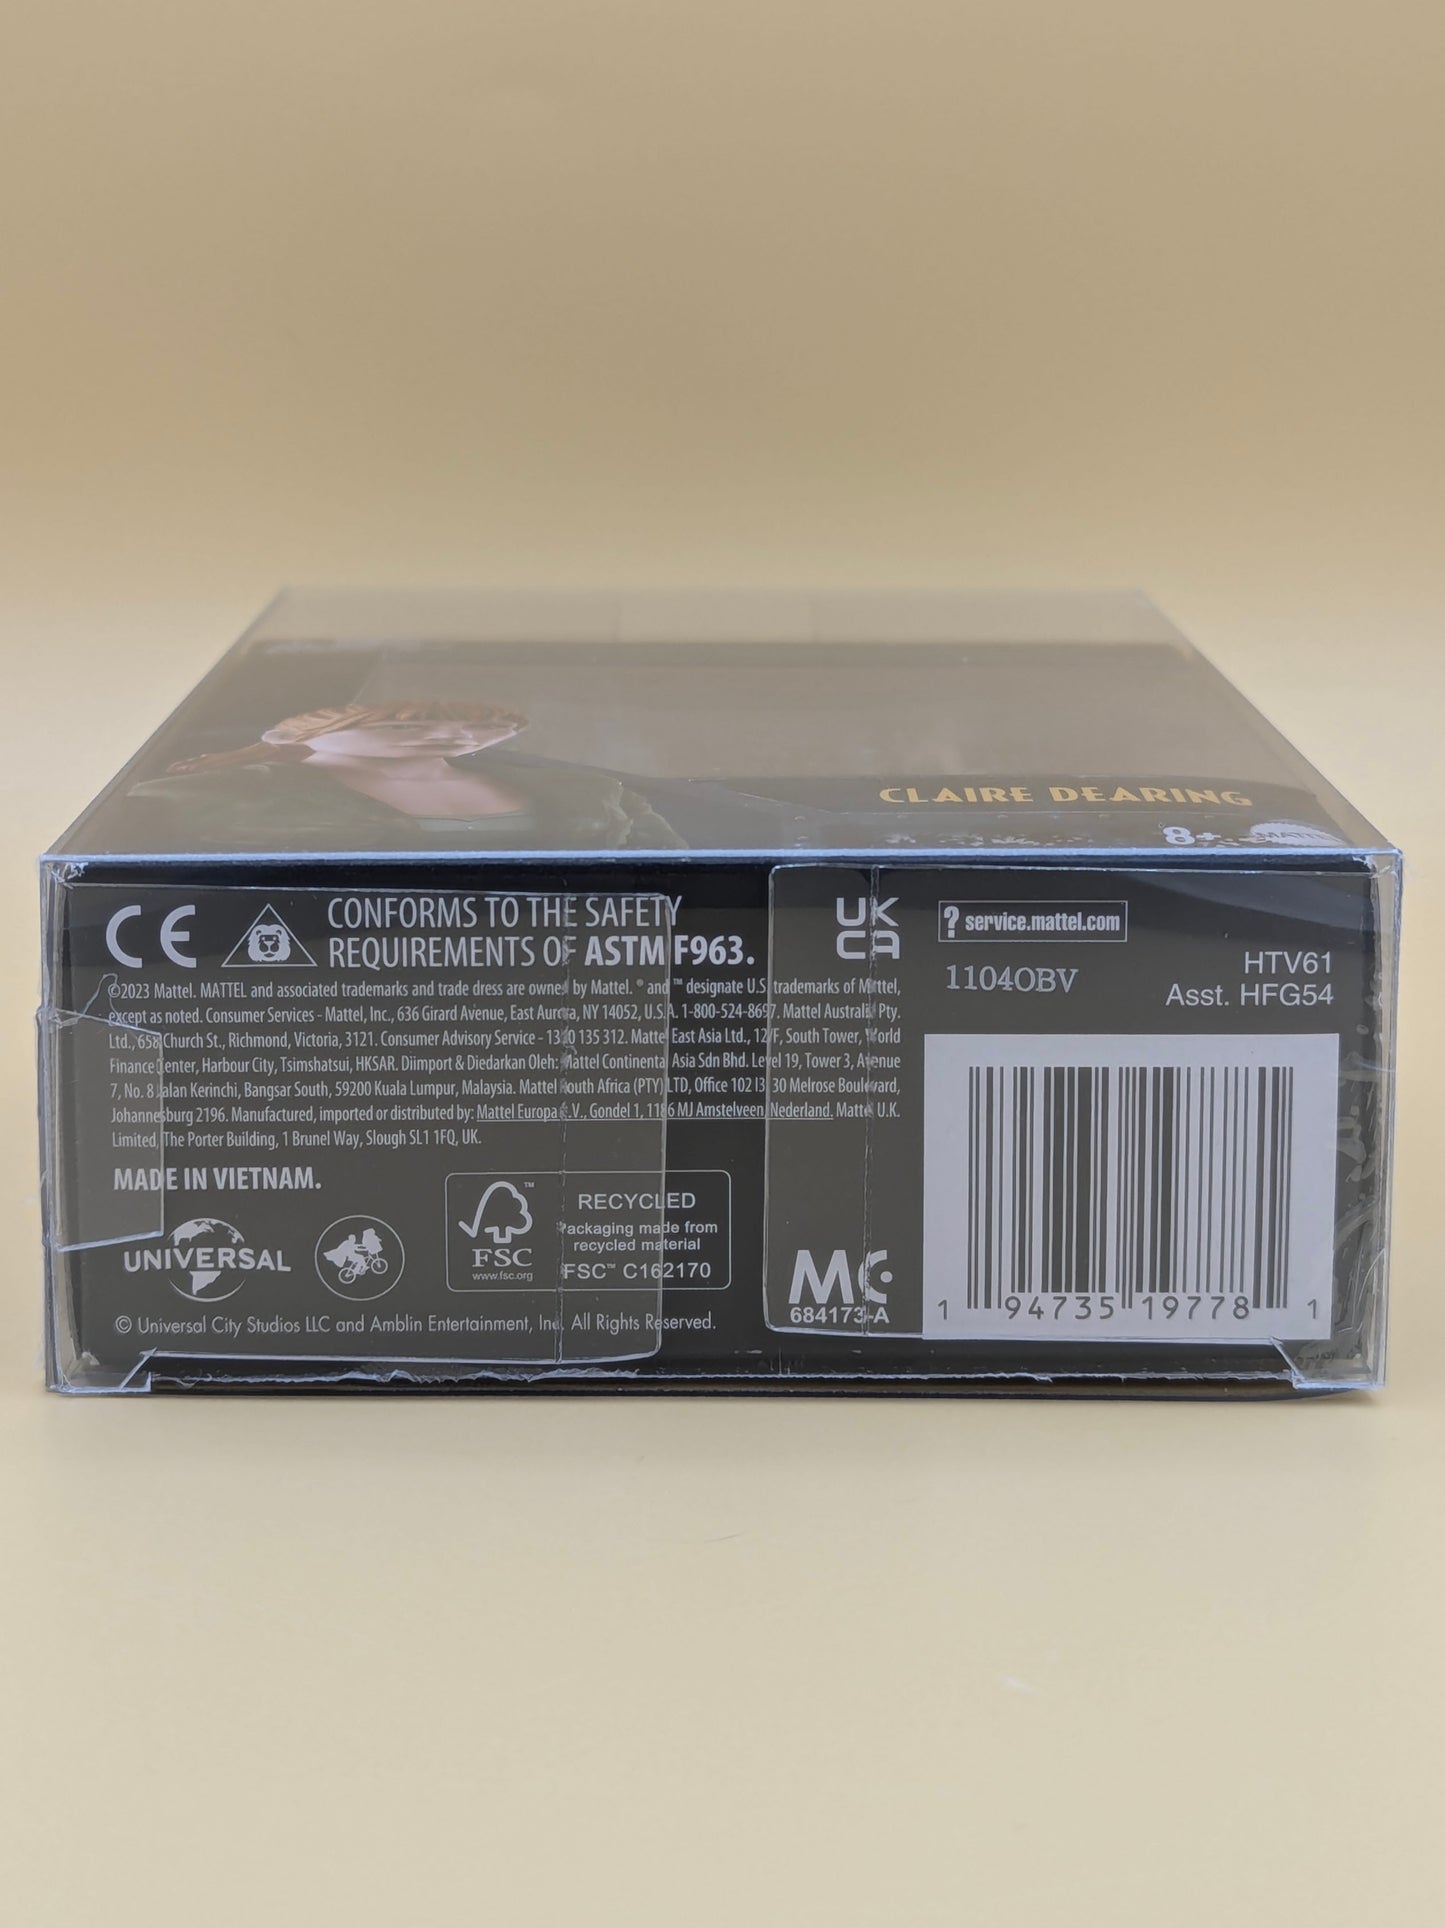 CLAIRE DEARING
8+
CE
CONFORMS TO THE SAFETY
REQUIREMENTS OF ASTM F963.
©2023 Mattel. MATTEL and associated trademarks and trade dress are owned by Mattel. ® and ™ designate U.S. trademarks of Mattel,
except as noted. Consumer Services - Mattel, Inc., 636 Girard Avenue, East Aurora, NY 14052, U.S.A. 1-800-524-8697. Mattel Australia Pty.
Ltd., 658 Church St., Richmond, Victoria, 3121. Consumer Advisory Service - 1300 135 312. Mattel East Asia Ltd., 12/F, South Tower, World
Finance Center, Harbour City, Tsimshatsui, HKSAR. Diimport & Diedarkan Oleh: Mattel Continental Asia Sdn Bhd. Level 19, Tower 3, Avenue
7, No. 8 Jalan Kerinchi, Bangsar South, 59200 Kuala Lumpur, Malaysia. Mattel South Africa (PTY) LTD, Office 102 I3, 30 Melrose Boulevard,
Johannesburg 2196. Manufactured, imported or distributed by: Mattel Europa B.V., Gondel 1, 1186 MJ Amstelveen, Nederland. Mattel U.K.
Limited, The Porter Building, 1 Brunel Way, Slough SL1 1FQ, UK.
MADE IN VIETNAM.
UNIVERSAL
FSC
www.fsc.org
RECYCLED
Packaging made from
recycled material
FSC™ C162170
© Universal City Studios LLC and Amblin Entertainment, Inc. All Rights Reserved.
UK
CA
MC
684173-A
? service.mattel.com
1104OBV
HTV61
Asst. HFG54
1 94735 19778 1